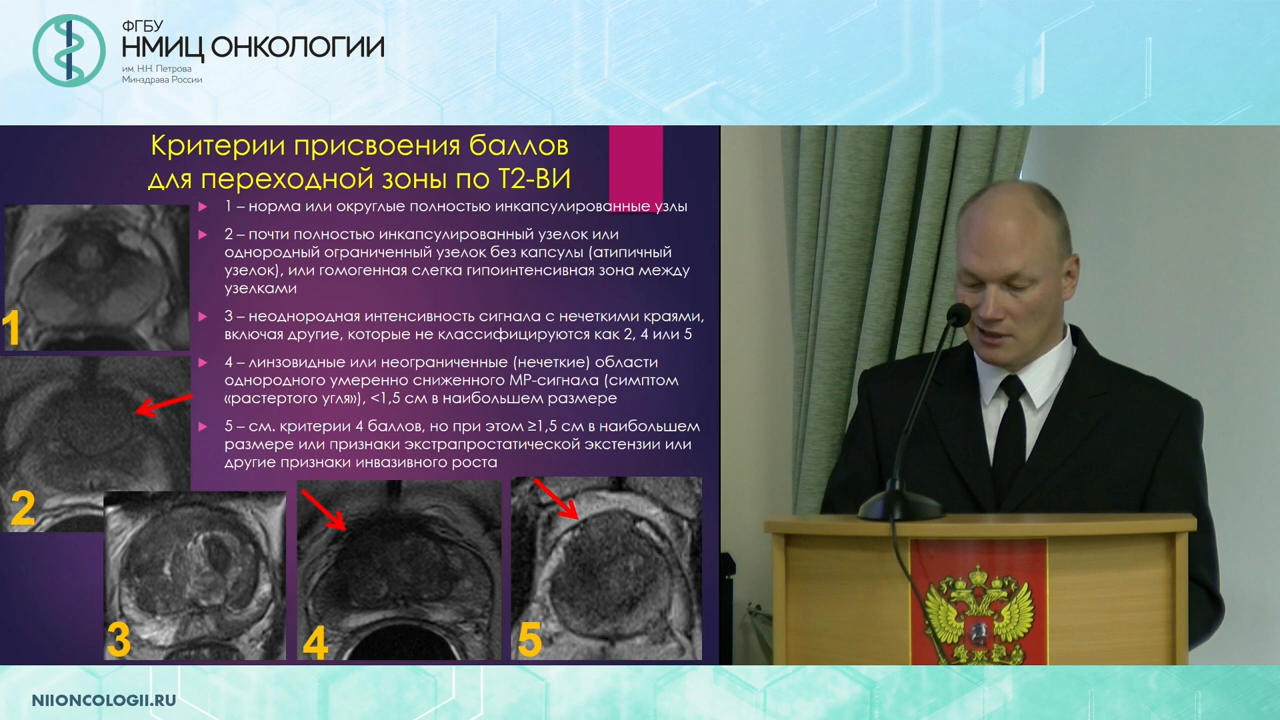 ФГБУ
НМИЦ ОНКОЛОГИИ
им. Н.Н. Петрова
Минздрава России
Критерии присвоения баллов
для переходной зоны по Т2-ВИ
1 – норма или округлые полностью инкапсулированные узлы
2 – почти полностью инкапсулированный узелок или
однородный ограниченный узелок без капсулы (атипичный
узелок), или гомогенная слегка гипоинтенсивная зона между
узелками
3 – неоднородная интенсивность сигнала с нечеткими краями,
включая другие, которые не классифицируются как 2, 4 или 5
4 – линзовидные или неограниченные (нечеткие) области
однородного умеренно сниженного МР-сигнала (симптом
«растертого угля»), <1,5 см в наибольшем размере
5 – см. критерии 4 баллов, но при этом ≥1,5 см в наибольшем
размере или признаки экстрапростатической экстензии или
другие признаки инвазивного роста
1
2
3
4
5
NIIONCOLOGII.RU